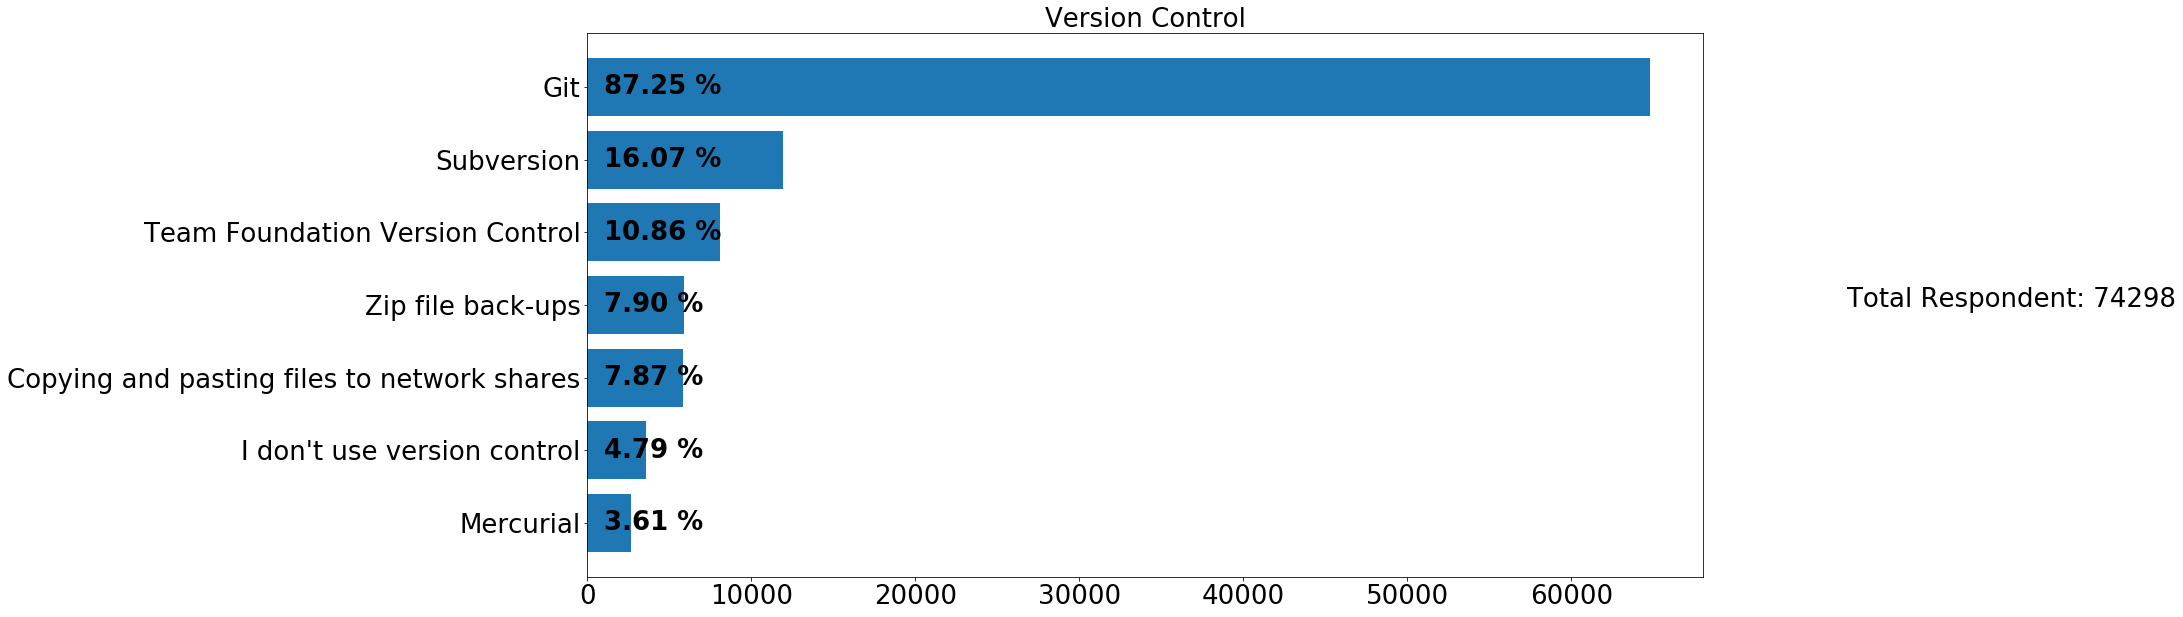 Version Control
Git 87.25 %
Subversion 16.07 %
Team Foundation Version Control 10.86 %
Zip file back-ups 7.90 %
Total Respondent: 74298
Copying and pasting files to network shares 7.87 %
I don't use version control 4.79 %
Mercurial 3.61 %
0 10000 20000 30000 40000 50000 60000